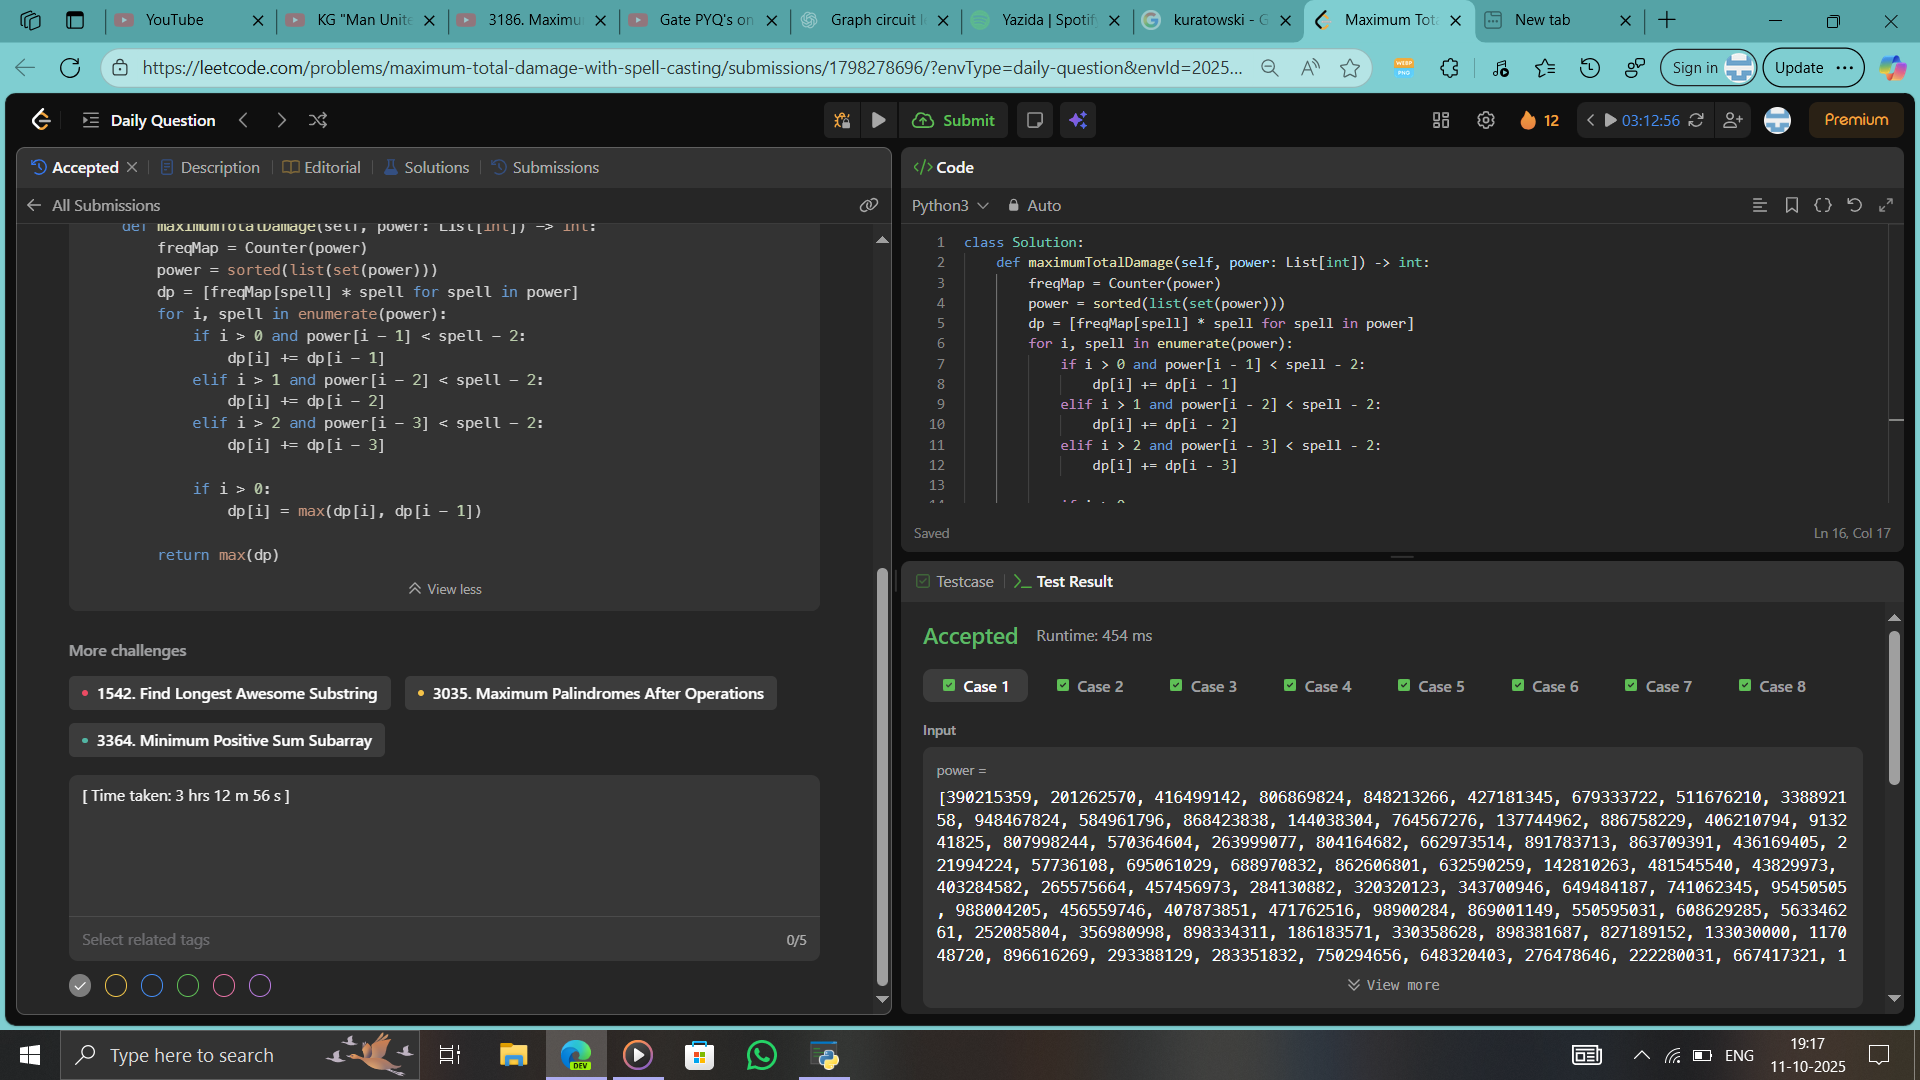 YouTube
KG "Man Unite
3186. Maximu
Gate PYQ's on
Graph circuit l
Yazida | Spotif
kuratowski - G
Maximum Tot
New tab
https://leetcode.com/problems/maximum-total-damage-with-spell-casting/submissions/1798278696/?envType=daily-question&envId=2025...
Sign in
Update
Daily Question
Submit
12
03:12:56
Premium
Accepted
Description
Editorial
Solutions
Submissions
All Submissions
def maximumTotalDamage(self, power: List[int]) -> int:
freqMap = Counter(power)
power = sorted(list(set(power)))
dp = [freqMap[spell] * spell for spell in power]
for i, spell in enumerate(power):
if i > 0 and power[i - 1] < spell - 2:
dp[i] += dp[i - 1]
elif i > 1 and power[i - 2] < spell - 2:
dp[i] += dp[i - 2]
elif i > 2 and power[i - 3] < spell - 2:
dp[i] += dp[i - 3]
if i > 0:
dp[i] = max(dp[i], dp[i - 1])
return max(dp)
View less
More challenges
1542. Find Longest Awesome Substring
3035. Maximum Palindromes After Operations
3364. Minimum Positive Sum Subarray
[ Time taken: 3 hrs 12 m 56 s ]
Select related tags
0/5
</> Code
Python3
Auto
1 class Solution:
2 def maximumTotalDamage(self, power: List[int]) -> int:
3 freqMap = Counter(power)
4 power = sorted(list(set(power)))
5 dp = [freqMap[spell] * spell for spell in power]
6 for i, spell in enumerate(power):
7 if i > 0 and power[i - 1] < spell - 2:
8 dp[i] += dp[i - 1]
9 elif i > 1 and power[i - 2] < spell - 2:
10 dp[i] += dp[i - 2]
11 elif i > 2 and power[i - 3] < spell - 2:
12 dp[i] += dp[i - 3]
13
14 if i > 0:
Saved
Ln 16, Col 17
Testcase
Test Result
Accepted
Runtime: 454 ms
Case 1
Case 2
Case 3
Case 4
Case 5
Case 6
Case 7
Case 8
Input
power =
[390215359, 201262570, 416499142, 806869824, 848213266, 427181345, 679333722, 511676210, 3388921
58, 948467824, 584961796, 868423838, 144038304, 764567276, 137744962, 886758229, 406210794, 9132
41825, 807998244, 570364604, 263999077, 804164682, 662973514, 891783713, 863709391, 436169405, 2
21994224, 57736108, 695061029, 688970832, 862606801, 632590259, 142810263, 481545540, 43829973,
403284582, 265575664, 457456973, 284130882, 320320123, 343700946, 649484187, 741062345, 95450505
, 988004205, 456559746, 407873851, 471762516, 98900284, 869001149, 550595031, 608629285, 5633462
61, 252085804, 356980998, 898334311, 186183571, 330358628, 898381687, 827189152, 133030000, 1170
48720, 896616269, 293388129, 283351832, 750294656, 648320403, 276478646, 222280031, 667417321, 1
View more
Type here to search
DEV
ENG
19:17
11-10-2025